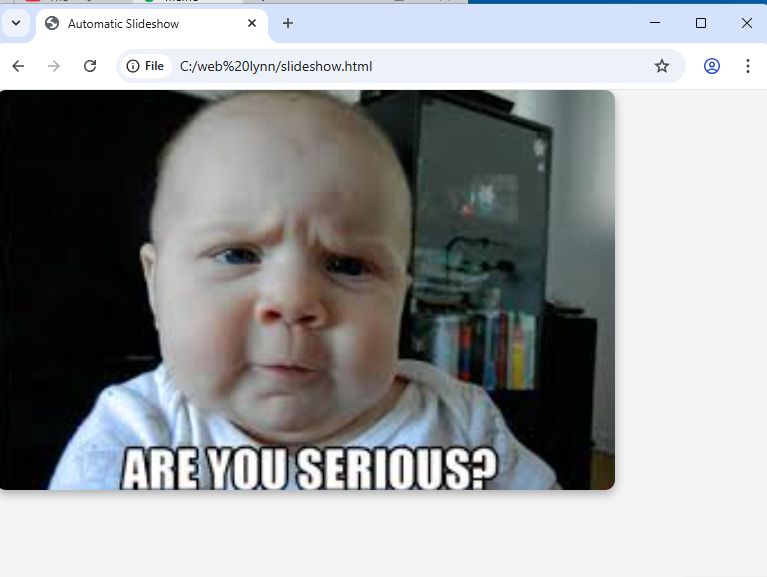 Automatic Slideshow
File
C:/web%20lynn/slideshow.html
ARE YOU SERIOUS?